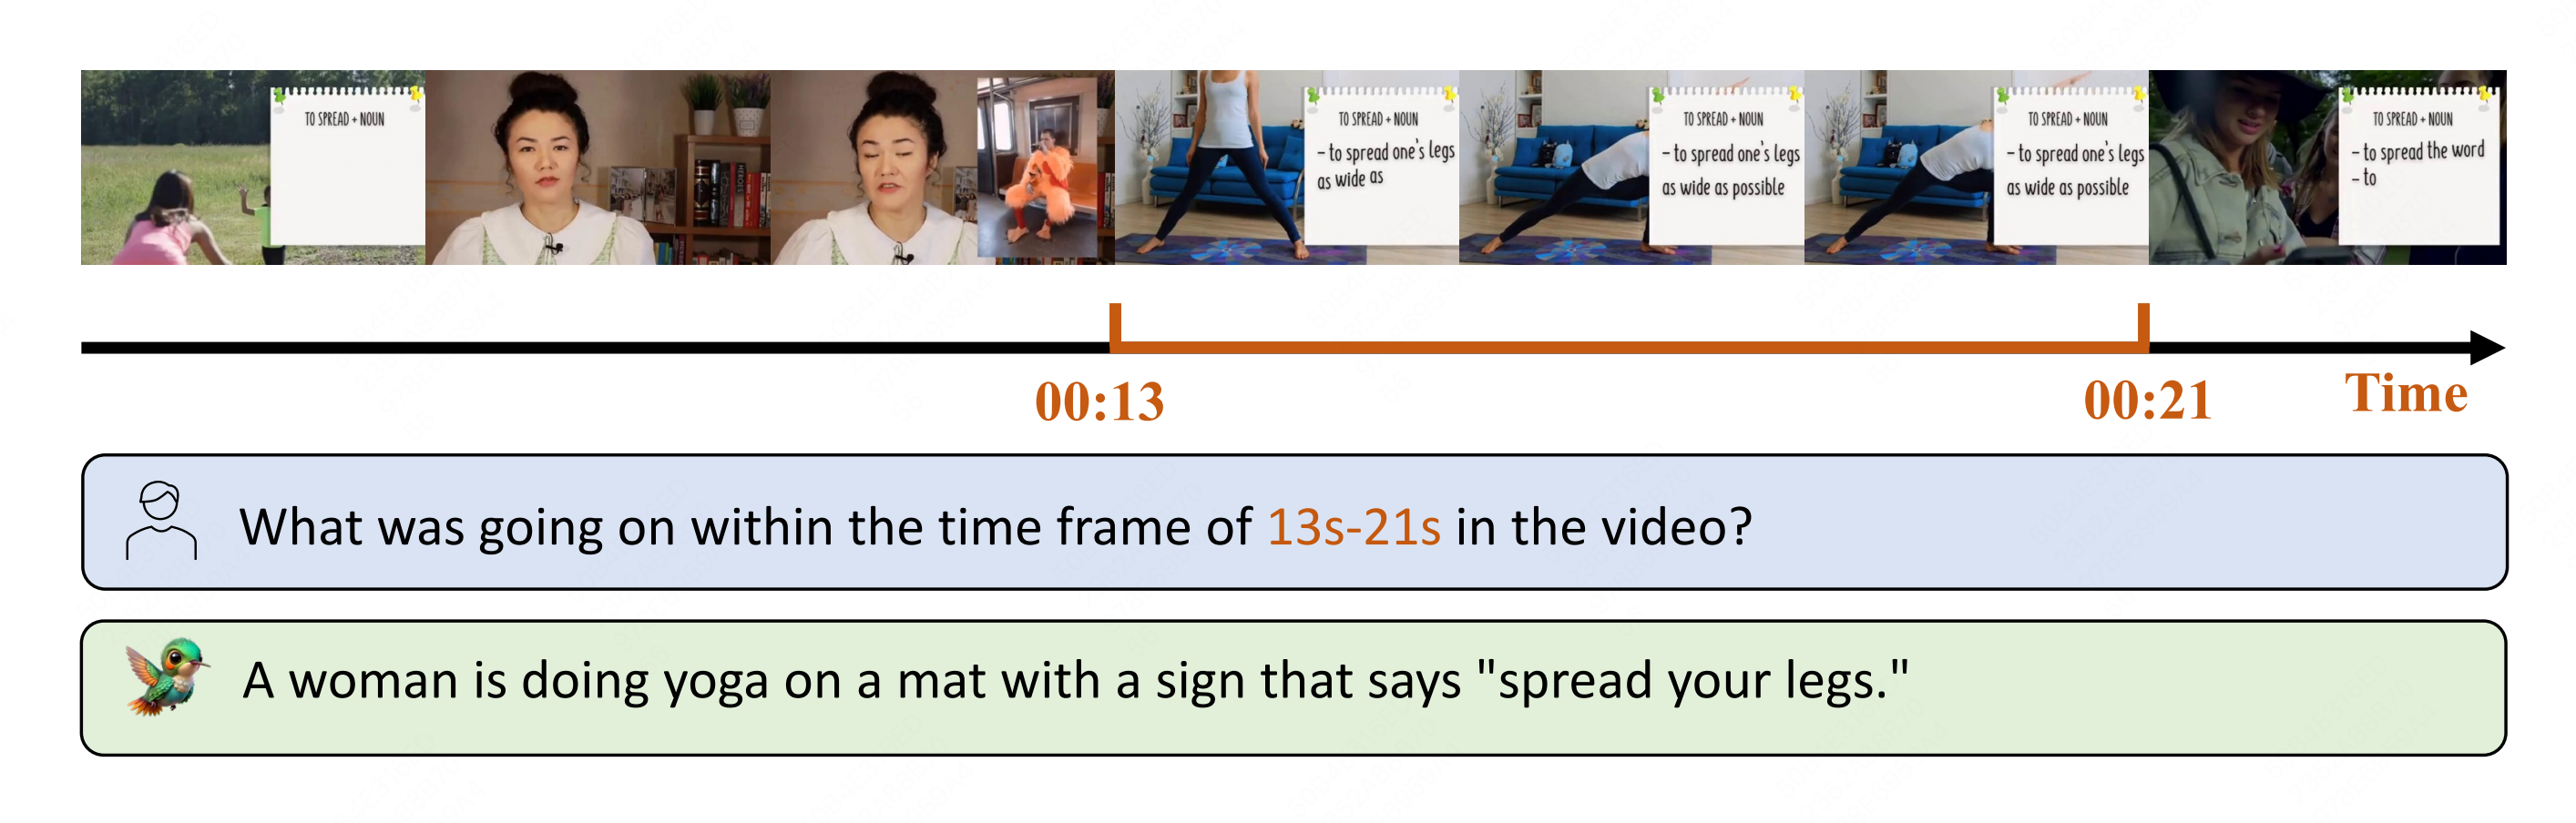 TO SPREAD + NOUN
TO SPREAD + NOUN
- to spread one's legs
as wide as
TO SPREAD + NOUN
- to spread one's legs
as wide as possible
TO SPREAD + NOUN
- to spread one's legs
as wide as possible
TO SPREAD + NOUN
- to spread the word
- to
00:13
00:21
Time
What was going on within the time frame of 13s-21s in the video?
A woman is doing yoga on a mat with a sign that says "spread your legs."